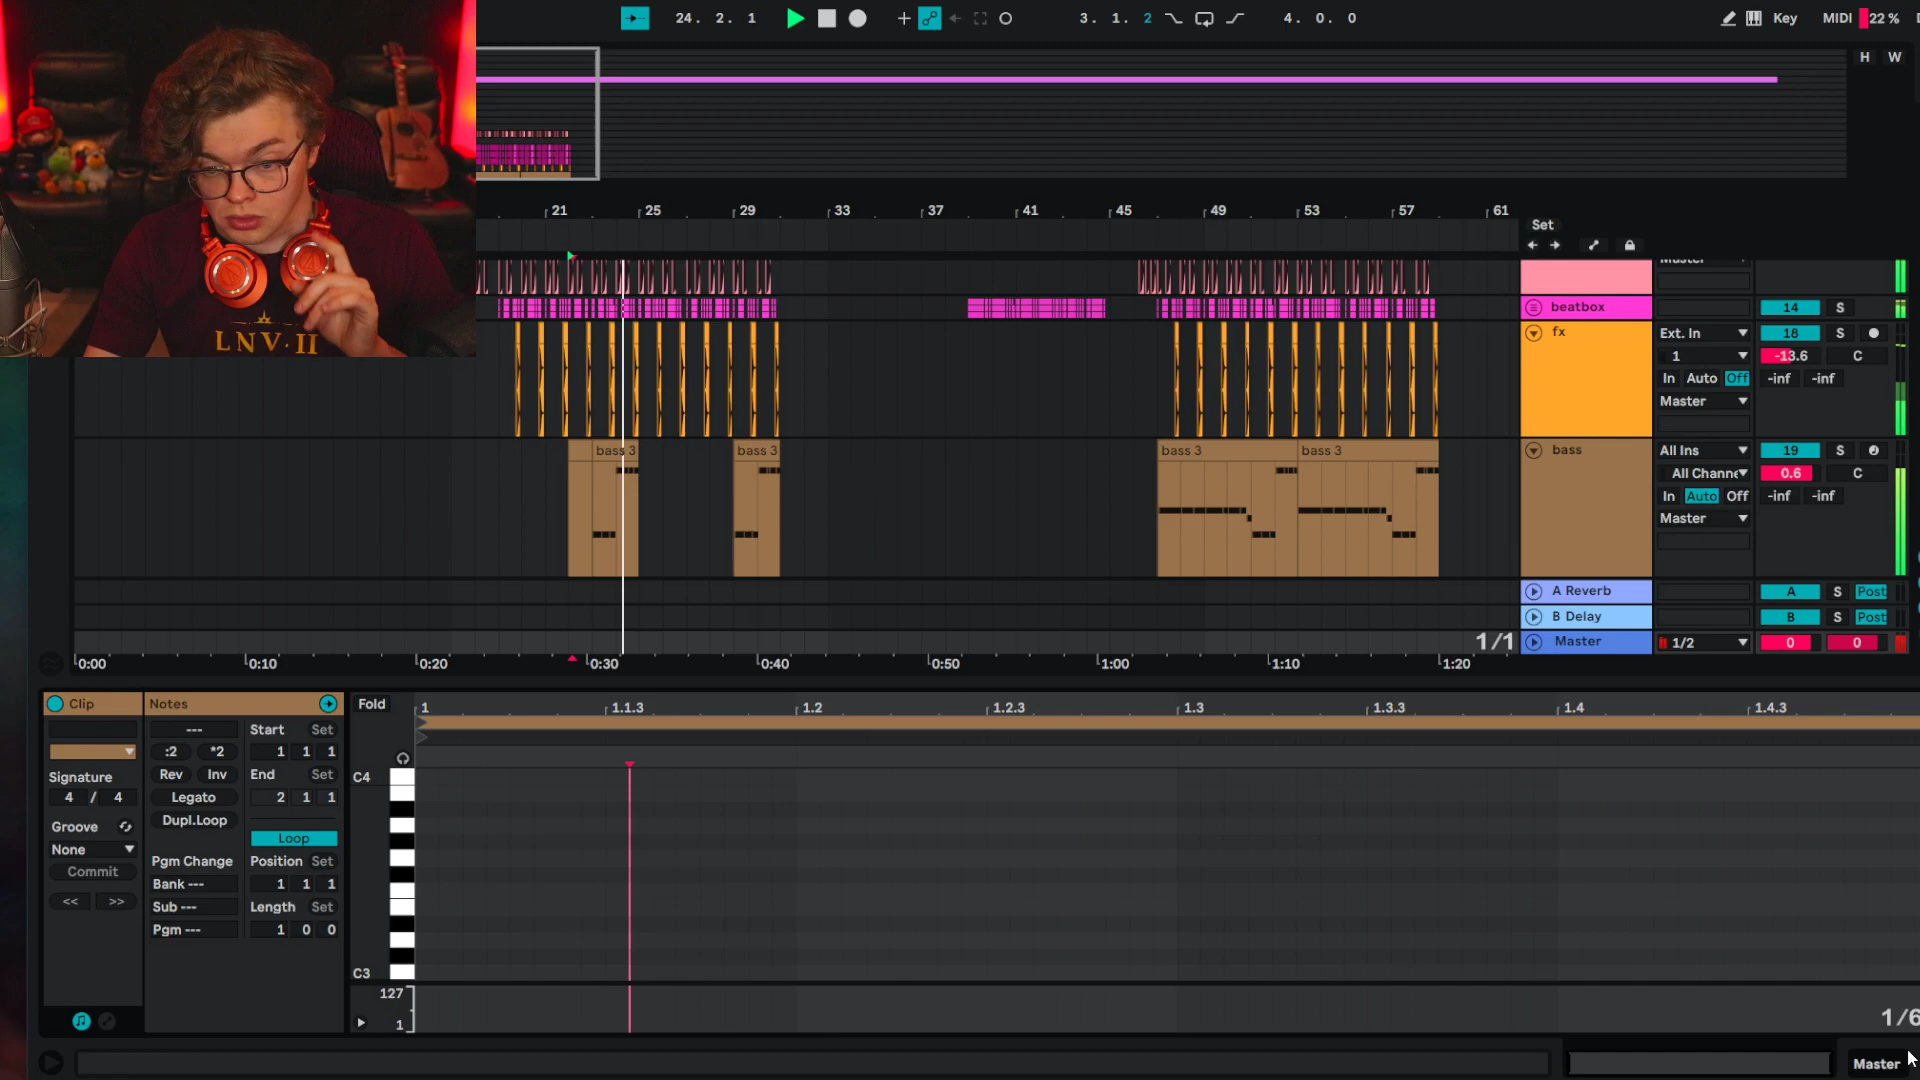 24. 2. 1
3. 1. 2
4. 0. 0
Key
MIDI
22 %
H W
21 25 29 33 37 41 45 49 53 57 61
Set
LNV·II
beatbox
14 S
fx
Ext. In
18 S
1
-13.6 C
In Auto Off
-inf -inf
Master
bass 3
bass 3
bass 3
bass 3
bass
All Ins
19 S
All Channe
0.6 C
In Auto Off
-inf -inf
Master
A Reverb
A S Post
B Delay
B S Post
1/1
Master
1/2
0 0
0:00 0:10 0:20 0:30 0:40 0:50 1:00 1:10 1:20
Clip
Notes
Fold
1 1.1.3 1.2 1.2.3 1.3 1.3.3 1.4 1.4.3
---
Start Set
:2 *2
1 1 1
Signature
Rev Inv
End Set
4 / 4
Legato
2 1 1
Groove
Dupl.Loop
Loop
None
Pgm Change
Position Set
Commit
Bank ---
1 1 1
<< >>
Sub ---
Length Set
Pgm ---
1 0 0
C4
C3
127
1
1/6
Master